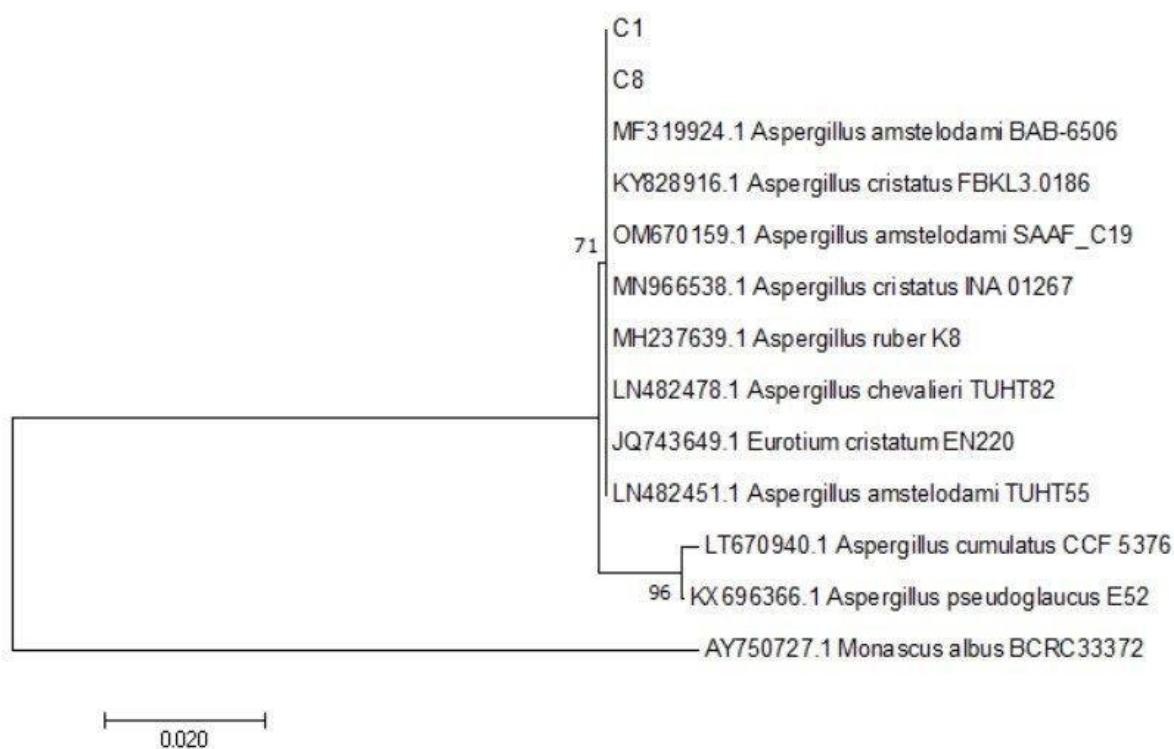 C1
C8
MF319924.1 Aspergillus amstelodami BAB-6506
KY828916.1 Aspergillus cristatus FBKL3.0186
OM670159.1 Aspergillus amstelodami SAAF_C19
71
MN966538.1 Aspergillus cristatus INA 01267
MH237639.1 Aspergillus ruber K8
LN482478.1 Aspergillus chevalieri TUHT82
JQ743649.1 Eurotium cristatum EN220
LN482451.1 Aspergillus amstelodami TUHT55
LT670940.1 Aspergillus cumulatus CCF 5376
96
KX696366.1 Aspergillus pseudoglaucus E52
AY750727.1 Monascus albus BCRC33372
0.020